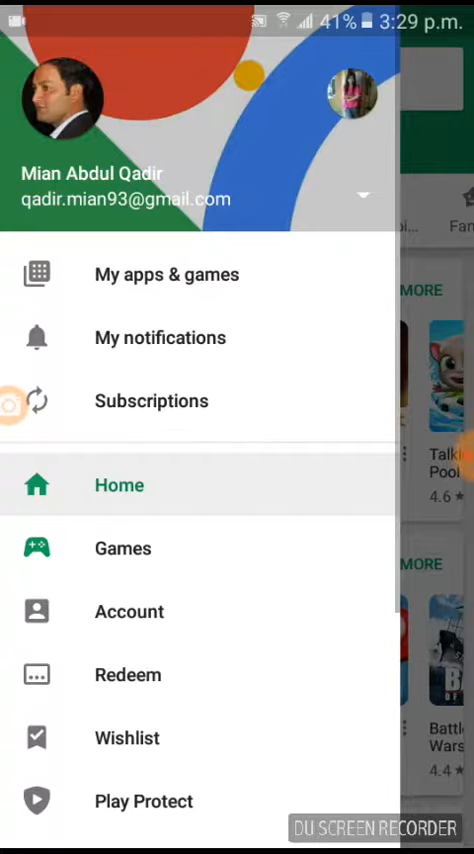 41% 3:29 p.m.
Mian Abdul Qadir
qadir.mian93@gmail.com
Fan
My apps & games
MORE
My notifications
Subscriptions
Talki
Pool
4.6
Home
Games
MORE
Account
Redeem
Wishlist
Battl
Wars
4.4
Play Protect
DU SCREEN RECORDER